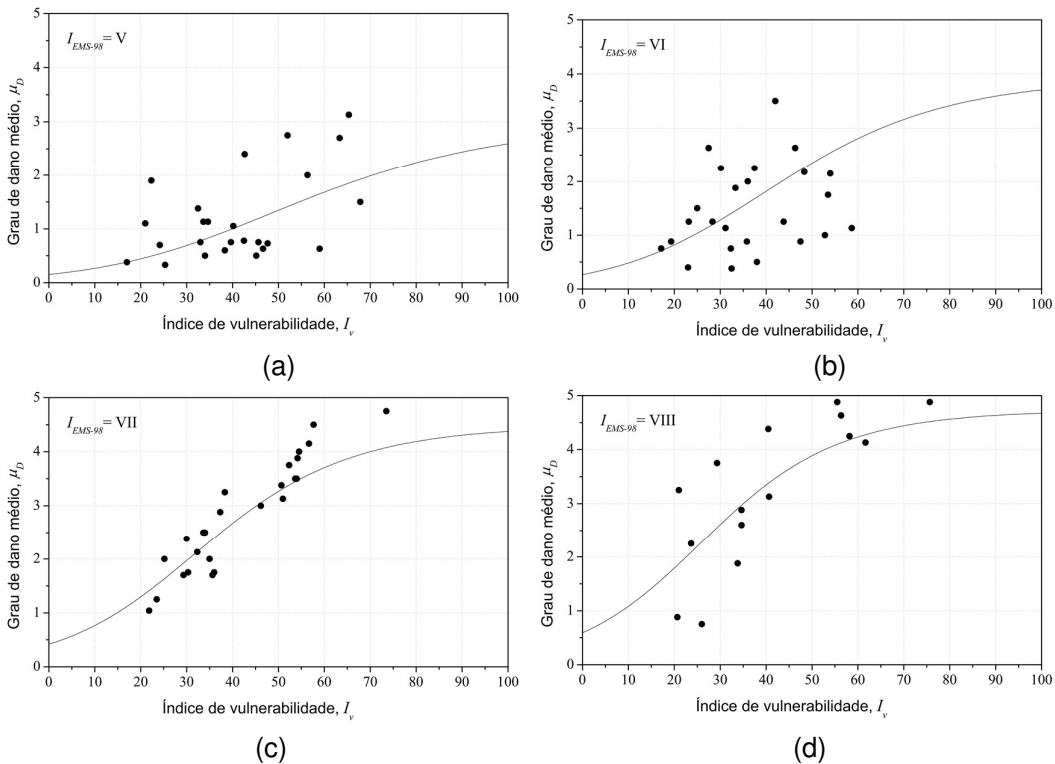 I_EMS-98 = V
Grau de dano médio, μ_D
5
4
3
2
1
0
0 10 20 30 40 50 60 70 80 90 100
Índice de vulnerabilidade, I_v
(a)
I_EMS-98 = VI
Grau de dano médio, μ_D
5
4
3
2
1
0
0 10 20 30 40 50 60 70 80 90 100
Índice de vulnerabilidade, I_v
(b)
I_EMS-98 = VII
Grau de dano médio, μ_D
5
4
3
2
1
0
0 10 20 30 40 50 60 70 80 90 100
Índice de vulnerabilidade, I_v
(c)
I_EMS-98 = VIII
Grau de dano médio, μ_D
5
4
3
2
1
0
0 10 20 30 40 50 60 70 80 90 100
Índice de vulnerabilidade, I_v
(d)